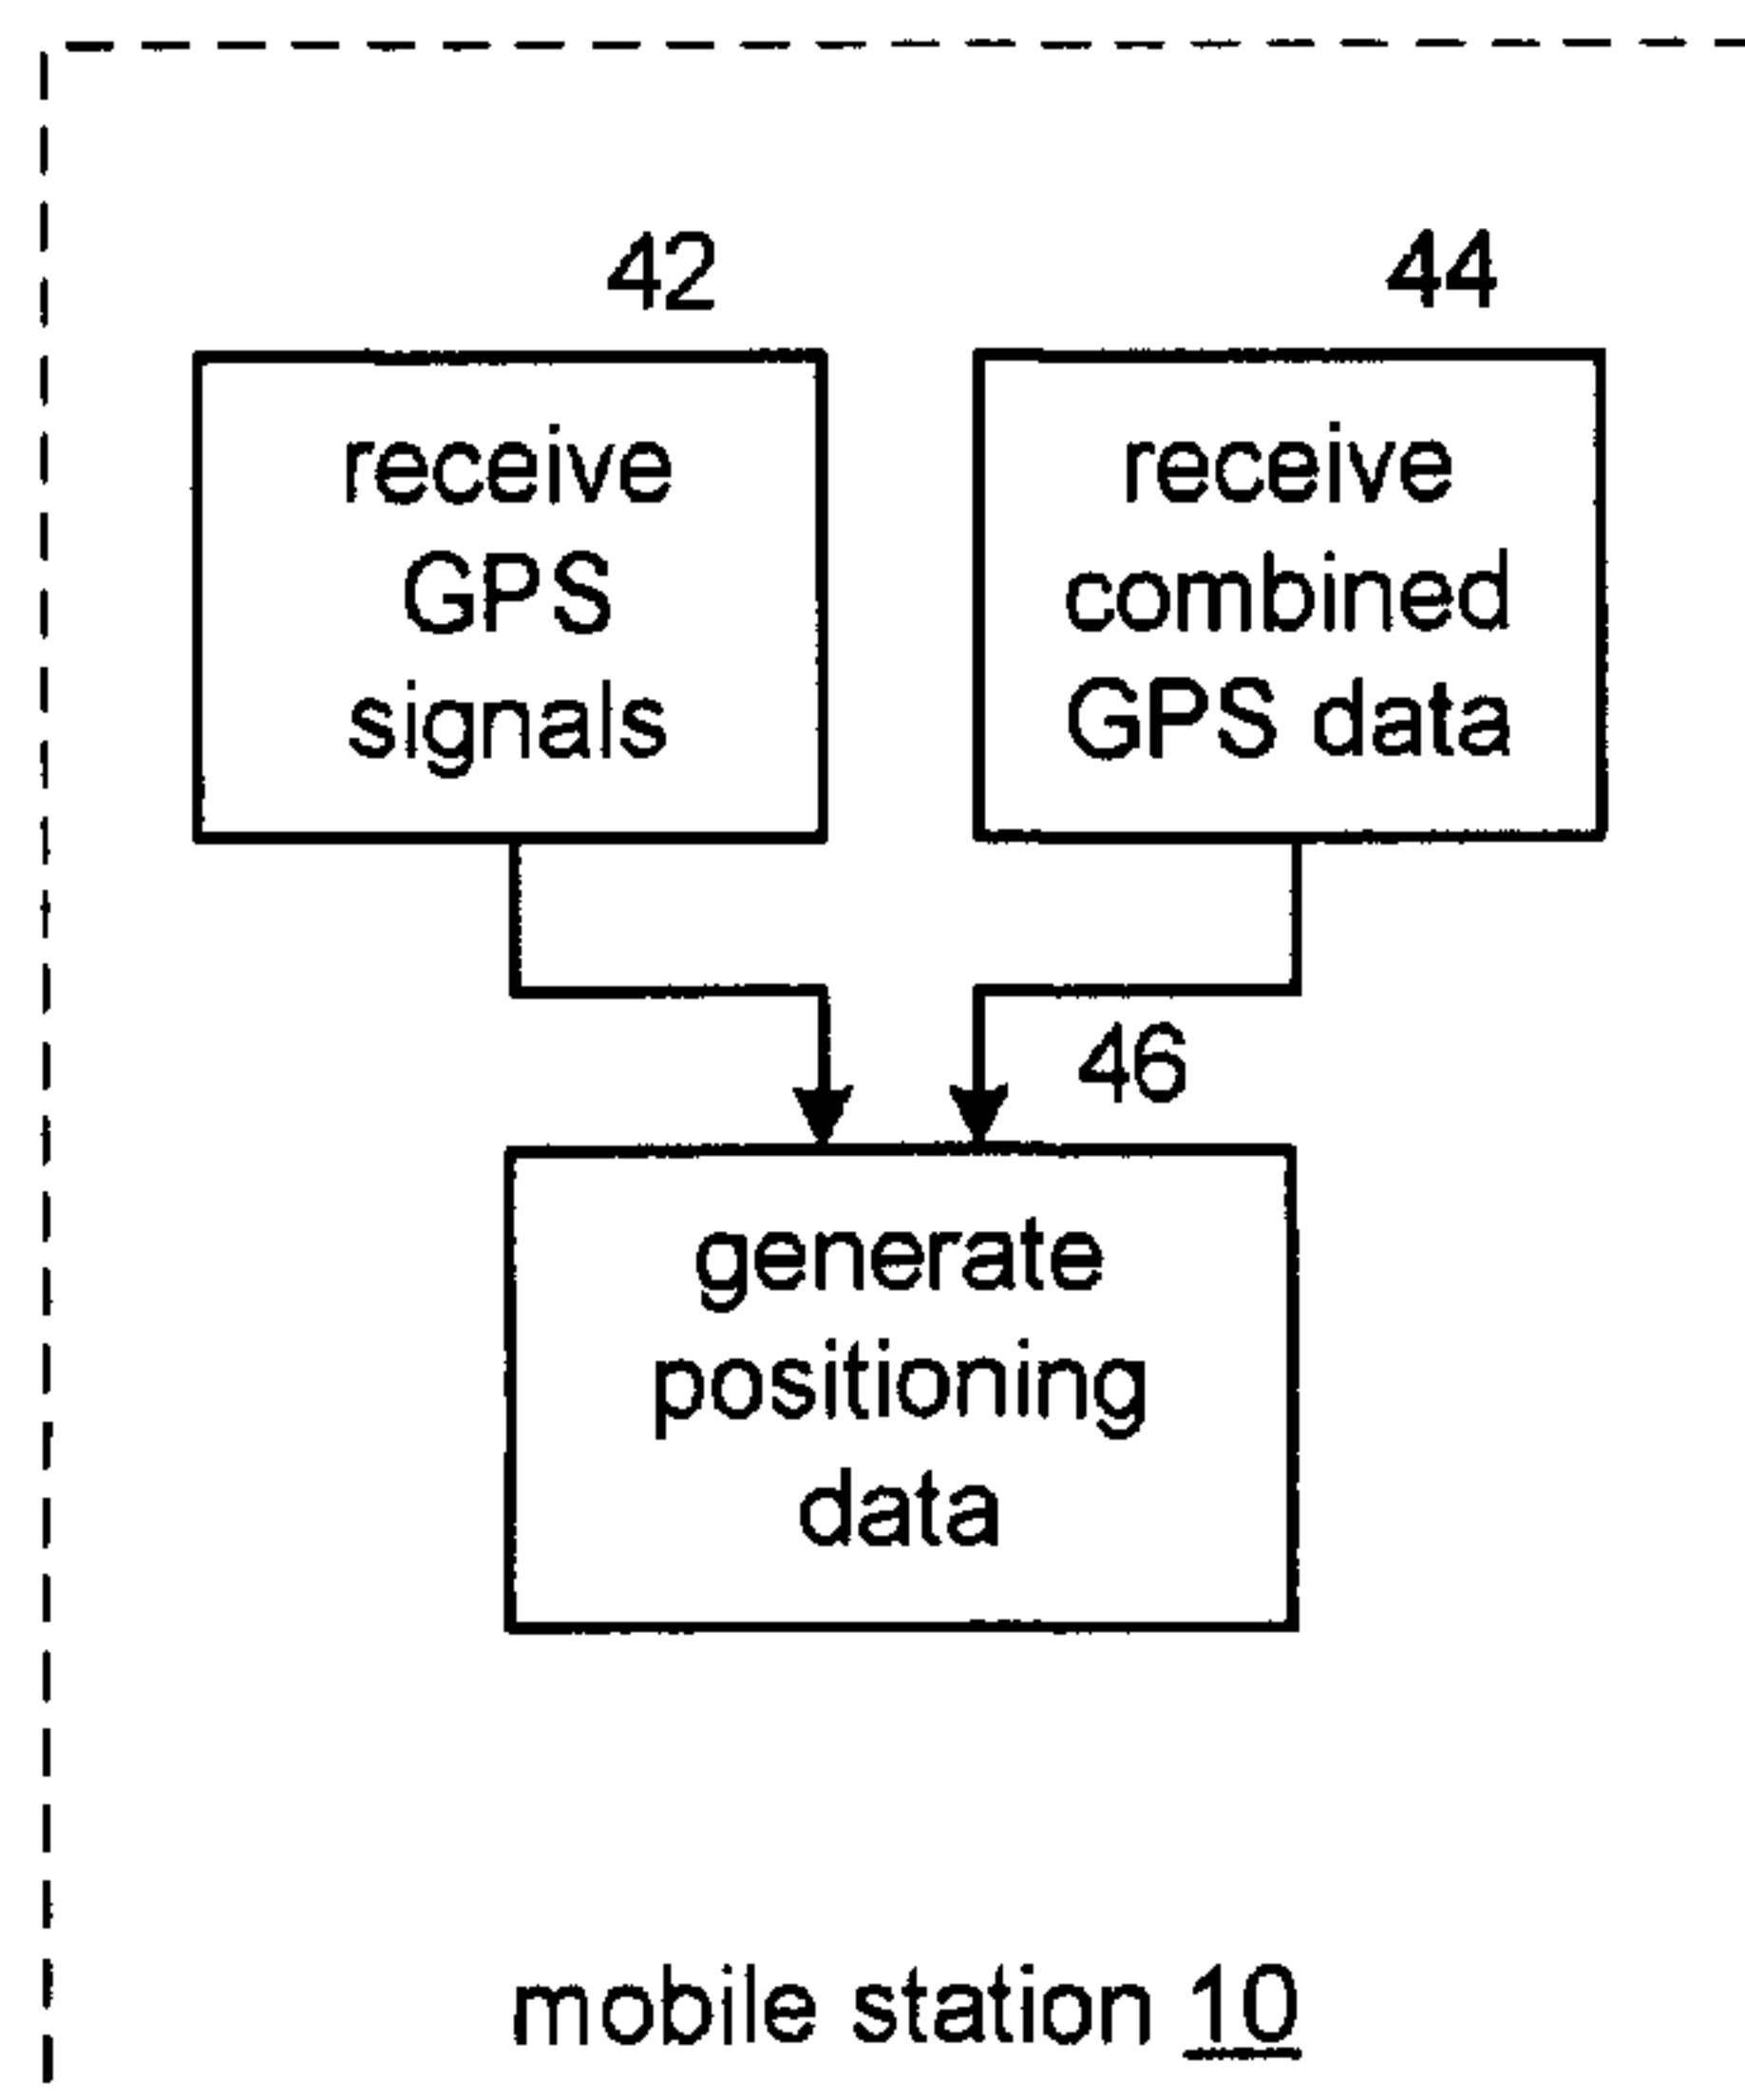 42
44
receive
GPS
signals
receive
combined
GPS data
46
generate
positioning
data
mobile station 10